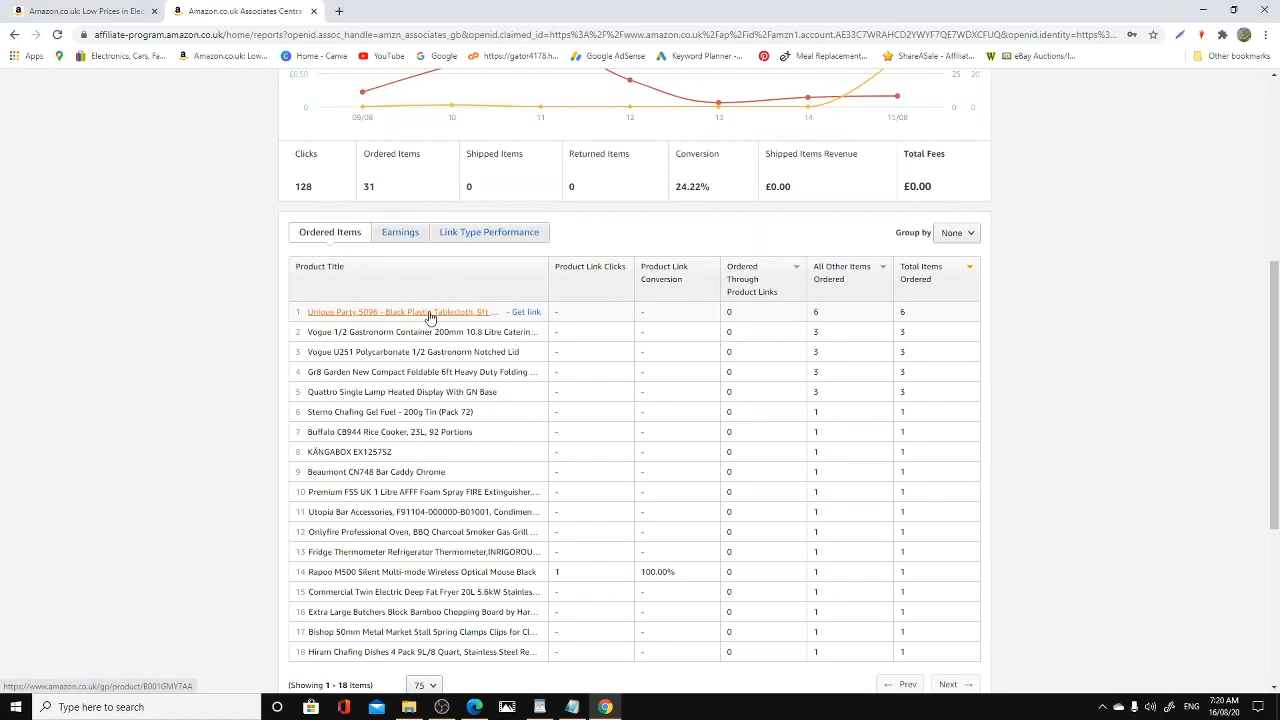 Amazon.co.uk: Low Prices in Elec
Amazon.co.uk Associates Centra
affiliate-program.amazon.co.uk/home/reports?openid.assoc_handle=amzn_associates_gb&openid.claimed_id=https%3A%2F%2Fwww.amazon.co.uk%2Fap%2Fid%2Famzn1.account.AE33C7WRAHCD2YWYF7QE7WDXCFUQ&openid.identity=https%3...
Apps
Electronics, Cars, Fa...
Amazon.co.uk: Low...
Home - Canva
YouTube
Google
https://gator4178.h...
Google AdSense
Keyword Planner -...
Meal Replacement...
ShareASale - Affiliat...
eBay Auctions/I...
Other bookmarks
£0.50 25 20
0 0 0
09/08 10 11 12 13 14 15/08
Clicks Ordered Items Shipped Items Returned Items Conversion Shipped Items Revenue Total Fees
128 31 0 0 24.22% £0.00 £0.00
Ordered Items Earnings Link Type Performance Group by None
Product Title Product Link Clicks Product Link Conversion Ordered Through Product Links All Other Items Ordered Total Items Ordered
1 Unique Party 5096 - Black Plastic Tablecloth, 9ft ... - Get link - - 0 6 6
2 Vogue 1/2 Gastronorm Container 200mm 10.8 Litre Caterin... - - 0 3 3
3 Vogue U251 Polycarbonate 1/2 Gastronorm Notched Lid - - 0 3 3
4 Gr8 Garden New Compact Foldable 6ft Heavy Duty Folding ... - - 0 3 3
5 Quattro Single Lamp Heated Display With GN Base - - 0 3 3
6 Sterno Chafing Gel Fuel - 200g Tin (Pack 72) - - 0 1 1
7 Buffalo CB944 Rice Cooker, 23L, 92 Portions - - 0 1 1
8 KÄNGABOX EX1257SZ - - 0 1 1
9 Beaumont CN748 Bar Caddy Chrome - - 0 1 1
10 Premium FSS UK 1 Litre AFFF Foam Spray FIRE Extinguisher.... - - 0 1 1
11 Utopia Bar Accessories, F91104-000000-B01001, Condimen... - - 0 1 1
12 Onlyfire Professional Oven, BBQ Charcoal Smoker Gas Grill ... - - 0 1 1
13 Fridge Thermometer Refrigerator Thermometer,INRIGOROU... - - 0 1 1
14 Rapoo M500 Silent Multi-mode Wireless Optical Mouse Black 1 100.00% 0 1 1
15 Commercial Twin Electric Deep Fat Fryer 20L 5.6kW Stainles... - - 0 1 1
16 Extra Large Butchers Block Bamboo Chopping Board by Har... - - 0 1 1
17 Bishop 50mm Metal Market Stall Spring Clamps Clips for Cl... - - 0 1 1
18 Hiram Chafing Dishes 4 Pack 9L/8 Quart, Stainless Steel Re... - - 0 1 1
(Showing 1 - 18 Items) 75 ← Prev Next →
https://www.amazon.co.uk/gp/product/B001GMY7AA
Type here to search
ENG
7:20 AM
16/08/20